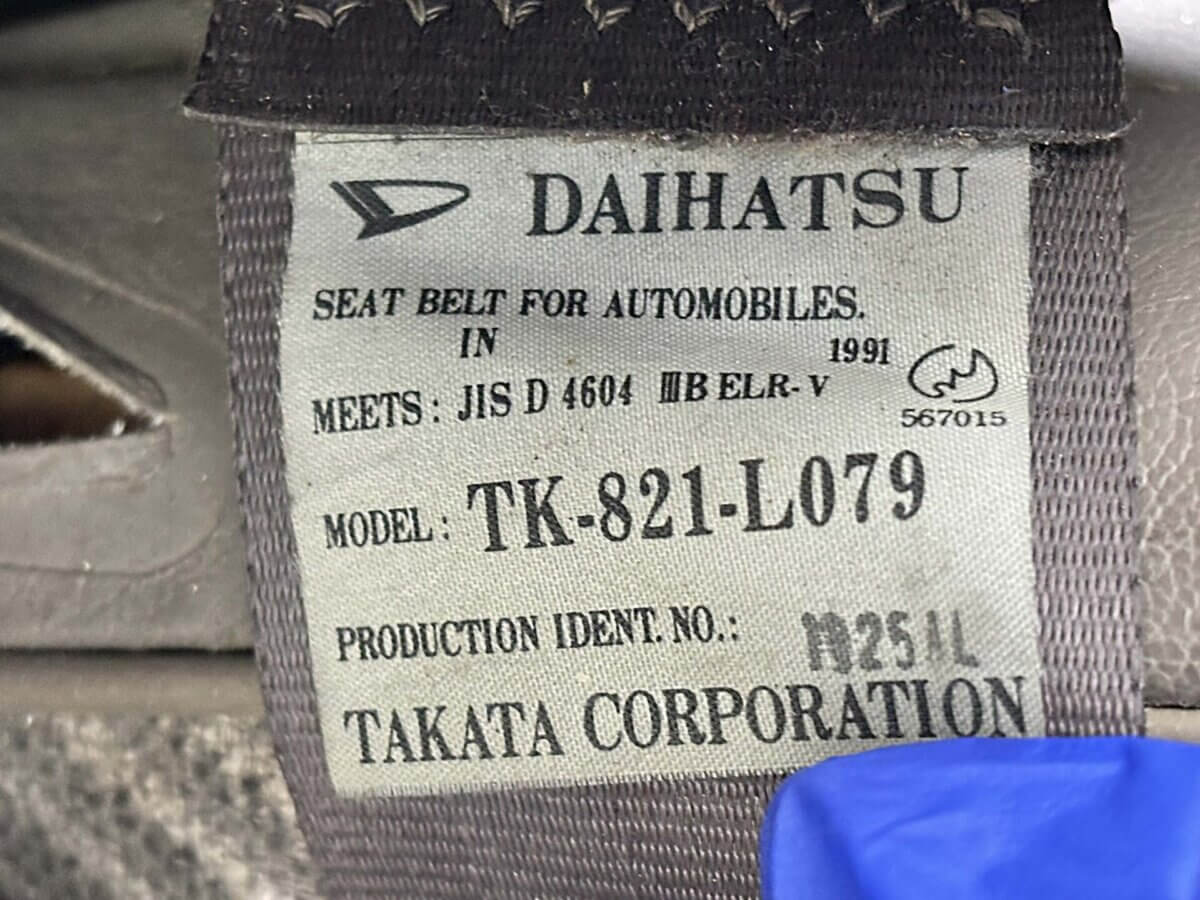 DAIHATSU
SEAT BELT FOR AUTOMOBILES.
IN 1991
MEETS: JIS D 4604 ⅢB ELR-V
567015
MODEL: TK-821-L079
PRODUCTION IDENT. NO.:
TAKATA CORPORATION